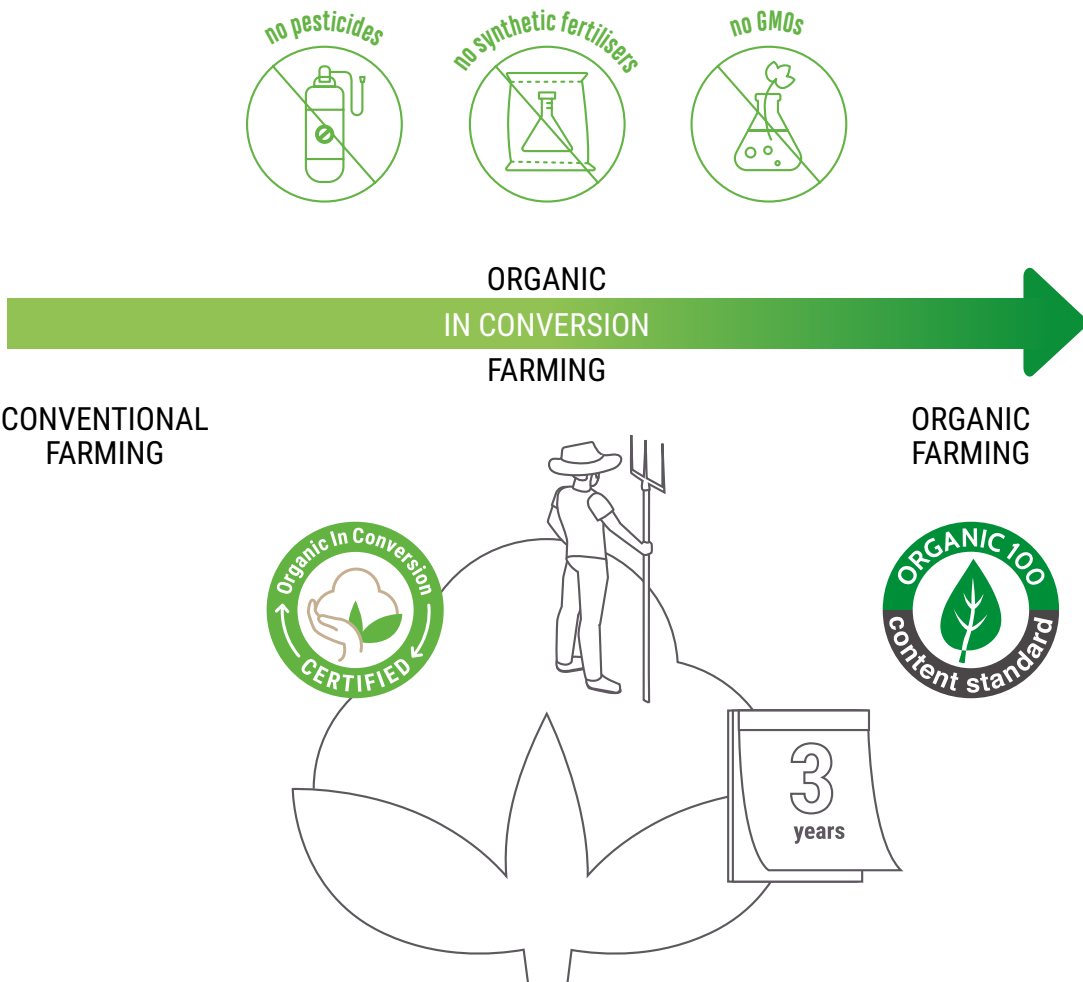 no pesticides
no synthetic fertilisers
no GMOs
ORGANIC
IN CONVERSION
FARMING
CONVENTIONAL
FARMING
ORGANIC
FARMING
Organic In Conversion
CERTIFIED
ORGANIC 100
content standard
3
years